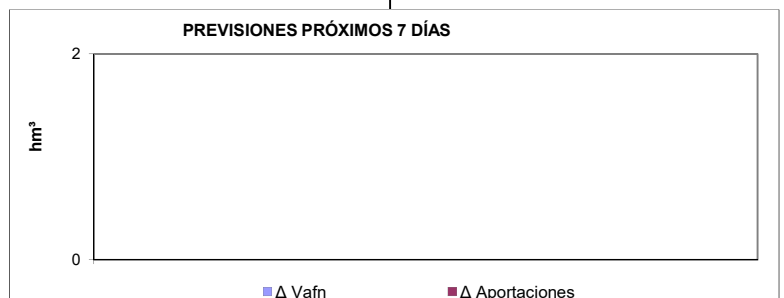 PREVISIONES PRÓXIMOS 7 DÍAS
2
hm³
0
Δ Vafn Δ Aportaciones